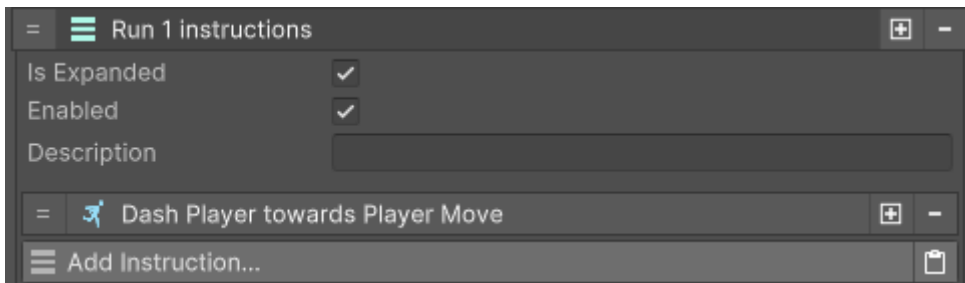 Run 1 instructions
Is Expanded
Enabled
Description
Dash Player towards Player Move
Add Instruction...